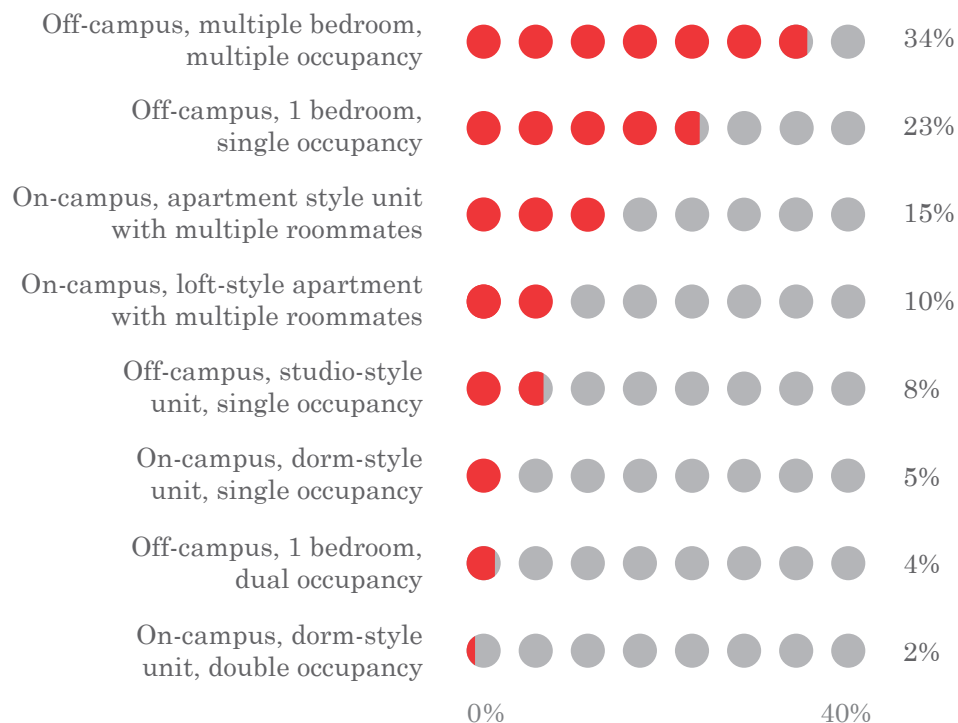 Off-campus, multiple bedroom,
multiple occupancy
34%
Off-campus, 1 bedroom,
single occupancy
23%
On-campus, apartment style unit
with multiple roommates
15%
On-campus, loft-style apartment
with multiple roommates
10%
Off-campus, studio-style
unit, single occupancy
8%
On-campus, dorm-style
unit, single occupancy
5%
Off-campus, 1 bedroom,
dual occupancy
4%
On-campus, dorm-style
unit, double occupancy
2%
0%
40%